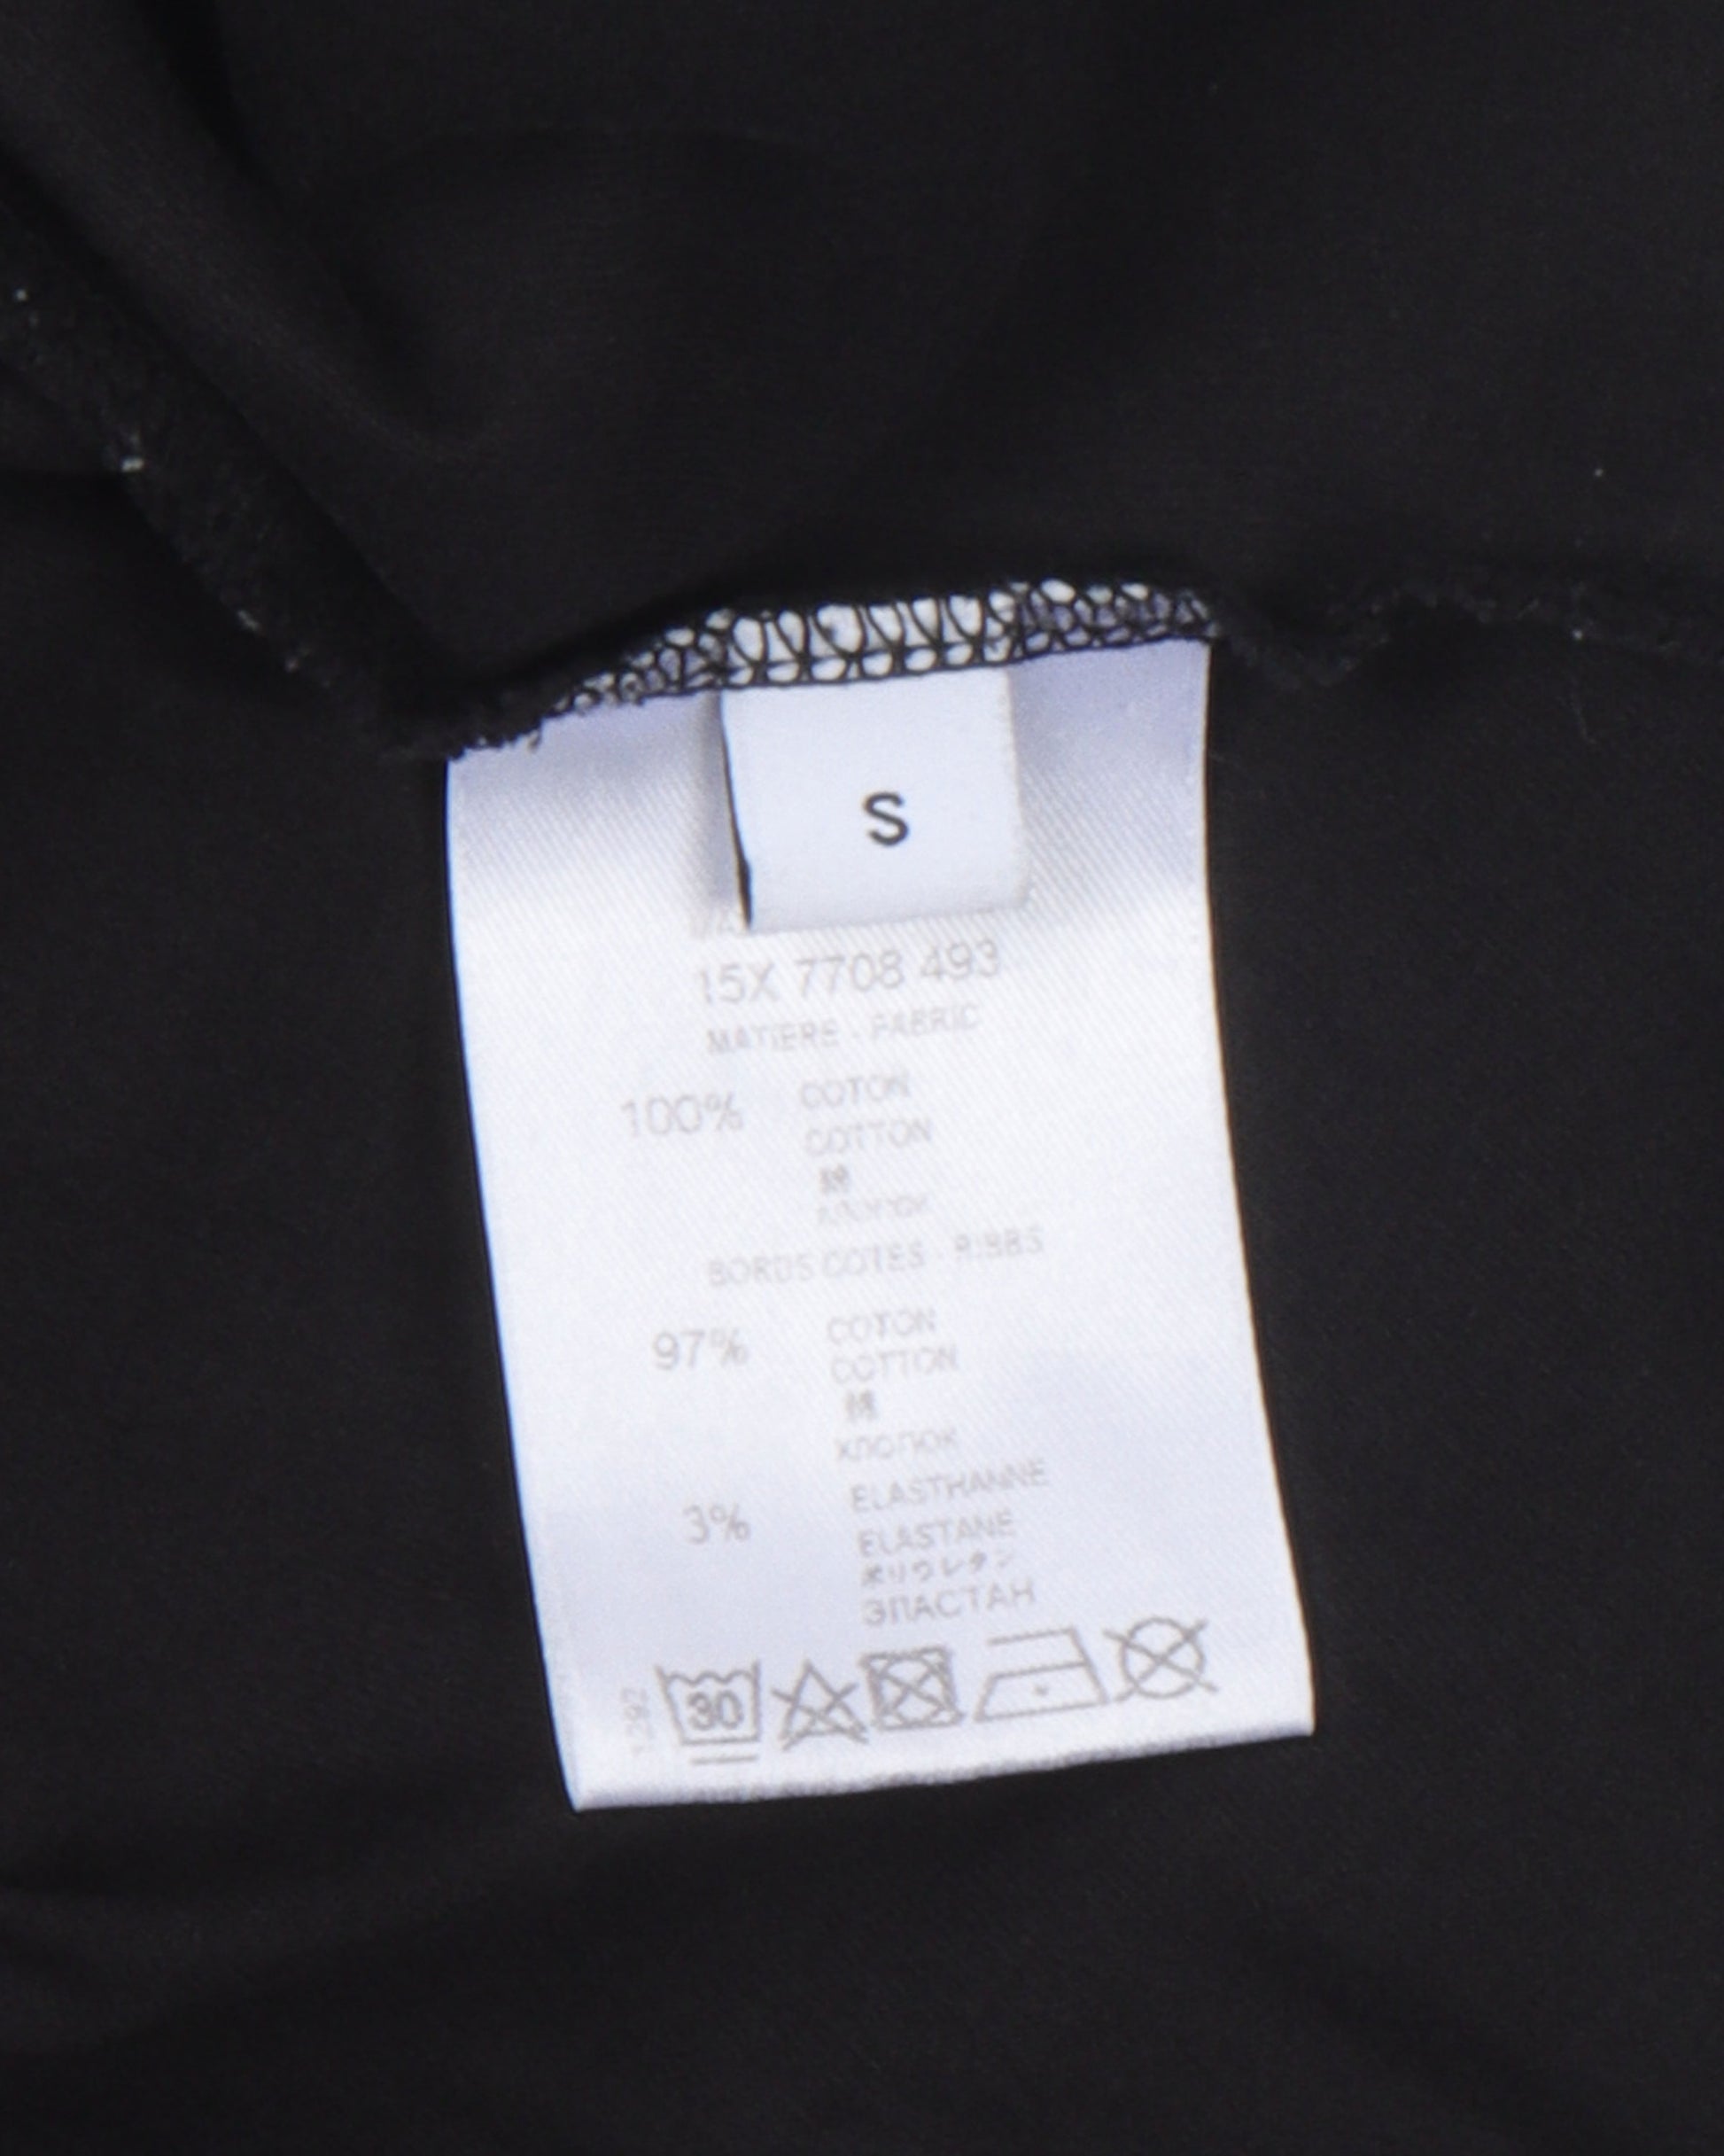 S
15X 7708 493
MATIERE - FABRIC
100% COTON
COTTON
綿
хлопок
BORDS COTES - RIBBS
97% COTON
COTTON
綿
хлопок
3% ELASTHANNE
ELASTANE
ポリウレタン
ЭЛАСТАН
30